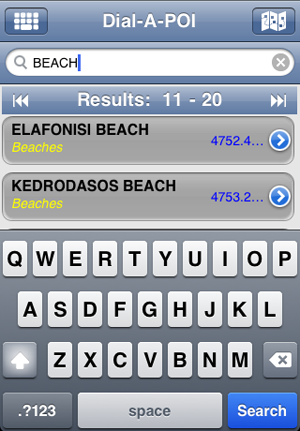 Dial-A-POI
BEACH
Results: 11 - 20
ELAFONISI BEACH
Beaches
4752.4...
KEDRODASOS BEACH
Beaches
4753.2...
Q W E R T Y U I O P
A S D F G H J K L
Z X C V B N M
.?123 space Search